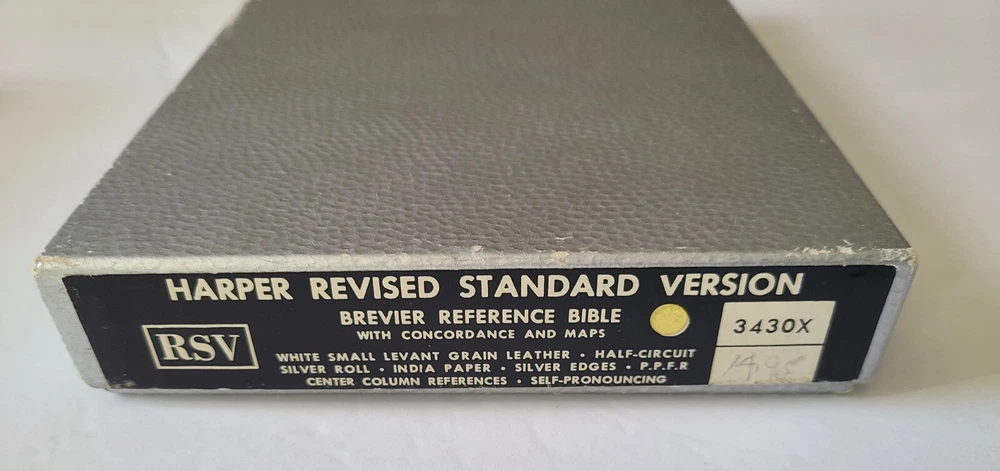 HARPER REVISED STANDARD VERSION
BREVIER REFERENCE BIBLE
WITH CONCORDANCE AND MAPS
RSV
3430X
WHITE SMALL LEVANT GRAIN LEATHER • HALF-CIRCUIT
SILVER ROLL • INDIA PAPER • SILVER EDGES • P.P.F.R
CENTER COLUMN REFERENCES • SELF-PRONOUNCING